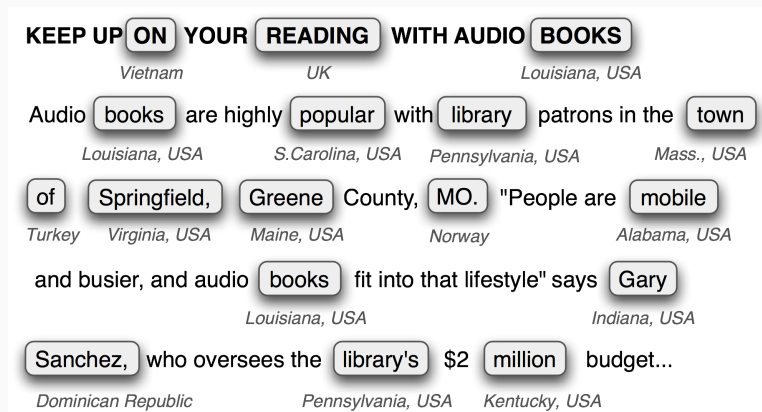 KEEP UP ON YOUR READING WITH AUDIO BOOKS
Vietnam UK Louisiana, USA
Audio books are highly popular with library patrons in the town
Louisiana, USA S.Carolina, USA Pennsylvania, USA Mass., USA
of Springfield, Greene County, MO. "People are mobile
Turkey Virginia, USA Maine, USA Norway Alabama, USA
and busier, and audio books fit into that lifestyle" says Gary
Louisiana, USA Indiana, USA
Sanchez, who oversees the library's $2 million budget...
Dominican Republic Pennsylvania, USA Kentucky, USA